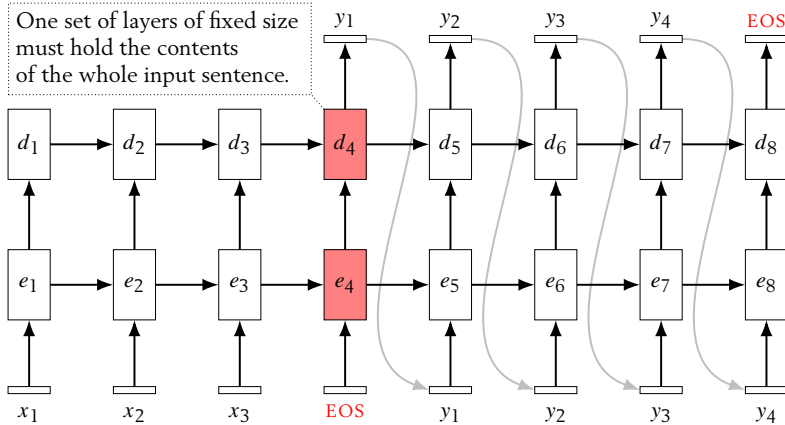 One set of layers of fixed size
must hold the contents
of the whole input sentence.
y₁ y₂ y₃ y₄ EOS
d₁ d₂ d₃ d₄ d₅ d₆ d₇ d₈
e₁ e₂ e₃ e₄ e₅ e₆ e₇ e₈
x₁ x₂ x₃ EOS y₁ y₂ y₃ y₄